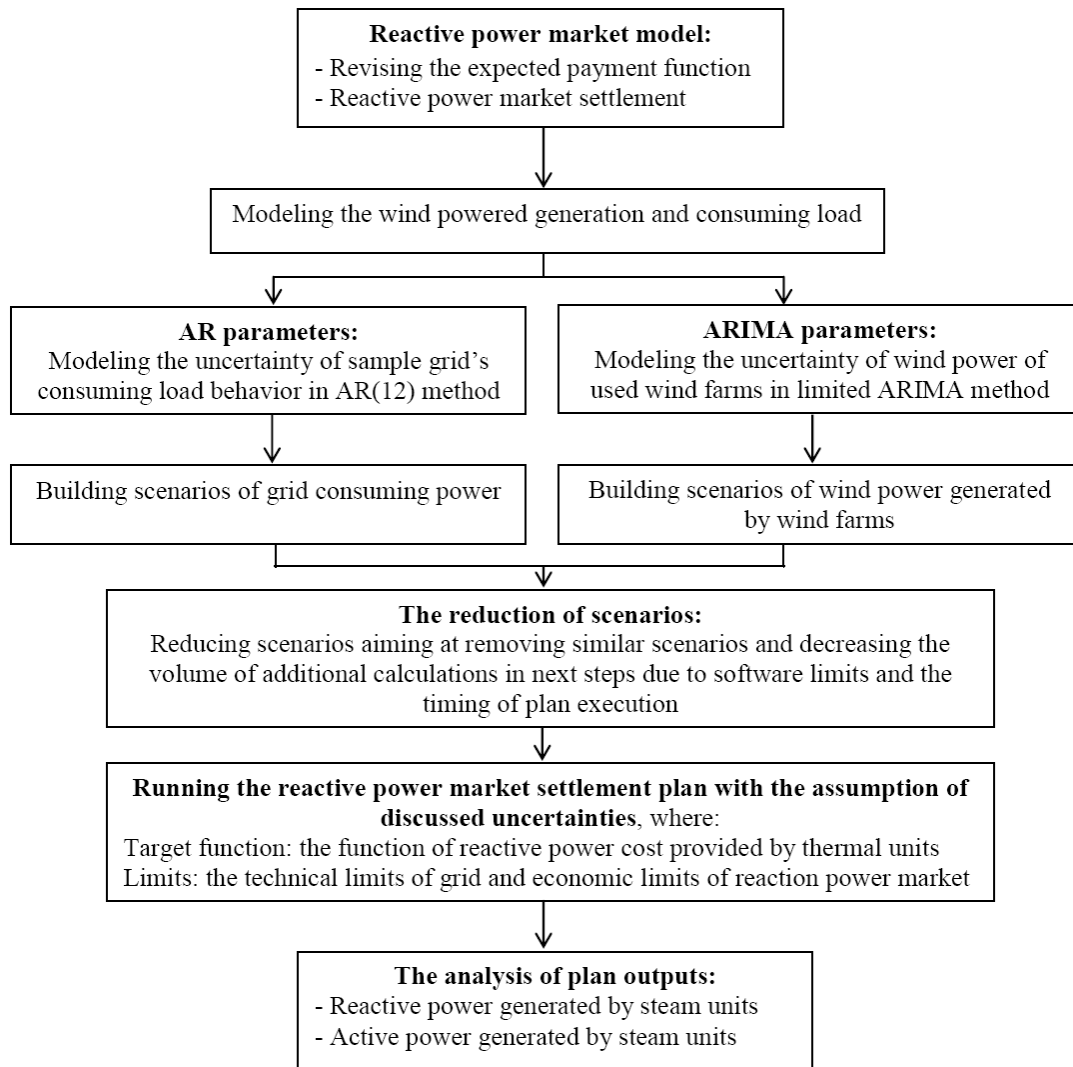 Reactive power market model:
- Revising the expected payment function
- Reactive power market settlement
Modeling the wind powered generation and consuming load
AR parameters:
Modeling the uncertainty of sample grid's
consuming load behavior in AR(12) method
ARIMA parameters:
Modeling the uncertainty of wind power of
used wind farms in limited ARIMA method
Building scenarios of grid consuming power
Building scenarios of wind power generated
by wind farms
The reduction of scenarios:
Reducing scenarios aiming at removing similar scenarios and decreasing the
volume of additional calculations in next steps due to software limits and the
timing of plan execution
Running the reactive power market settlement plan with the assumption of
discussed uncertainties, where:
Target function: the function of reactive power cost provided by thermal units
Limits: the technical limits of grid and economic limits of reaction power market
The analysis of plan outputs:
- Reactive power generated by steam units
- Active power generated by steam units